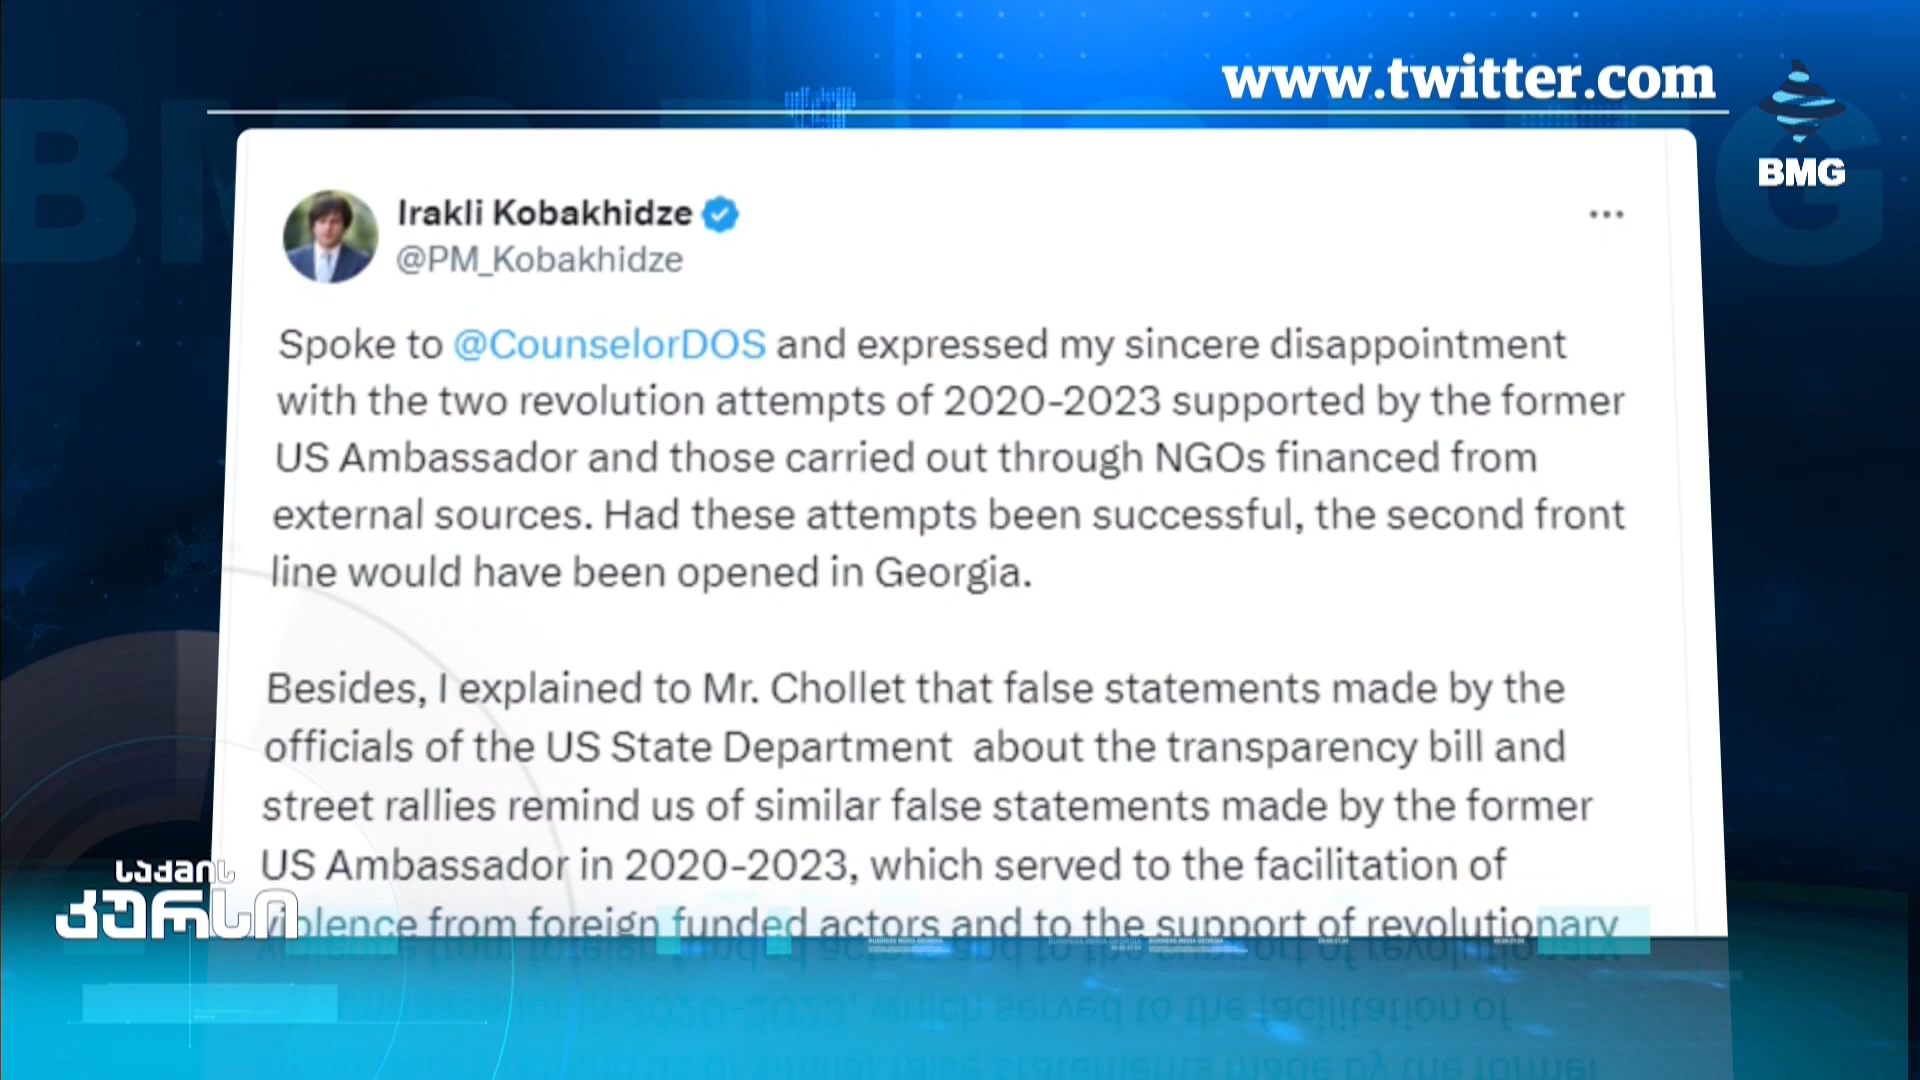 www.twitter.com
BMG
Irakli Kobakhidze
@PM_Kobakhidze
Spoke to @CounselorDOS and expressed my sincere disappointment
with the two revolution attempts of 2020-2023 supported by the former
US Ambassador and those carried out through NGOs financed from
external sources. Had these attempts been successful, the second front
line would have been opened in Georgia.
Besides, I explained to Mr. Chollet that false statements made by the
officials of the US State Department about the transparency bill and
street rallies remind us of similar false statements made by the former
US Ambassador in 2020-2023, which served to the facilitation of
violence from foreign funded actors and to the support of revolutionary
საქმის
კურსი